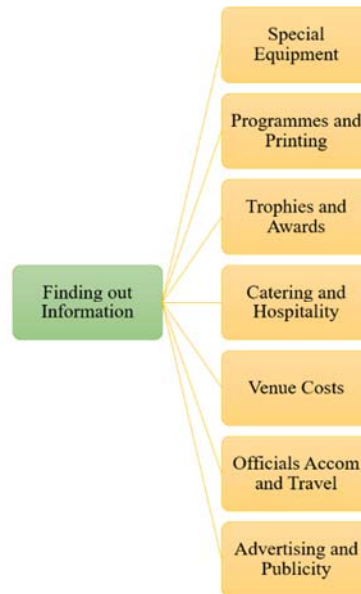 Special
Equipment
Programmes and
Printing
Trophies and
Awards
Finding out
Information
Catering and
Hospitality
Venue Costs
Officials Accom
and Travel
Advertising and
Publicity